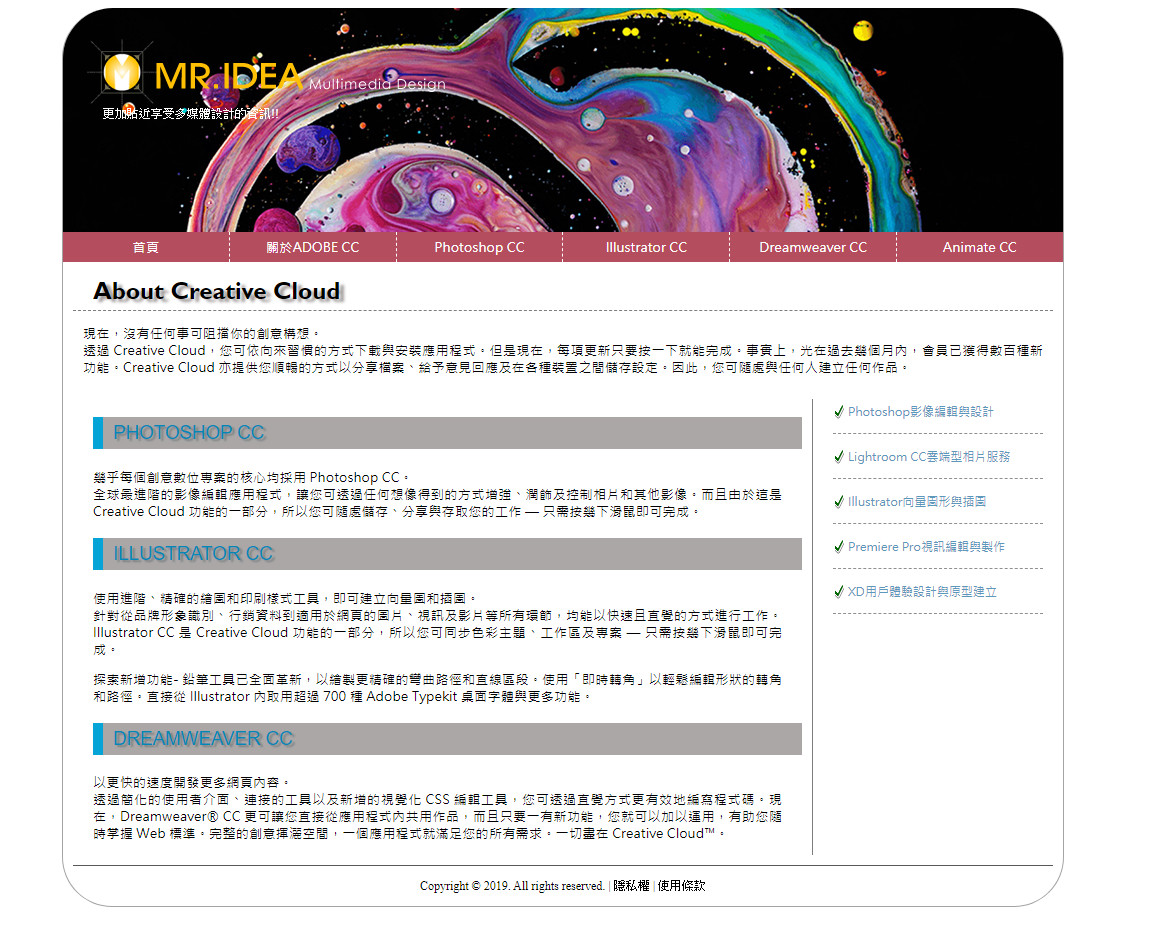 MR.IDEA Multimedia Design
更加貼近享受多媒體設計的資訊!!
首頁 關於ADOBE CC Photoshop CC Illustrator CC Dreamweaver CC Animate CC
About Creative Cloud
現在，沒有任何事可阻擋你的創意構想。
透過 Creative Cloud，您可依向來習慣的方式下載與安裝應用程式。但是現在，每項更新只要按一下就能完成。事實上，光在過去幾個月內，會員已獲得數百種新
功能。Creative Cloud 亦提供您順暢的方式以分享檔案、給予意見回應及在各種裝置之間儲存設定。因此，您可隨處與任何人建立任何作品。
PHOTOSHOP CC
幾乎每個創意數位專案的核心均採用 Photoshop CC。
全球最進階的影像編輯應用程式，讓您可透過任何想像得到的方式增強、潤飾及控制相片和其他影像。而且由於這是
Creative Cloud 功能的一部分，所以您可隨處儲存、分享與存取您的工作 — 只需按幾下滑鼠即可完成。
ILLUSTRATOR CC
使用進階、精確的繪圖和印刷樣式工具，即可建立向量圖和插圖。
針對從品牌形象識別、行銷資料到適用於網頁的圖片、視訊及影片等所有環節，均能以快速且直覺的方式進行工作。
Illustrator CC 是 Creative Cloud 功能的一部分，所以您可同步色彩主題、工作區及專案 — 只需按幾下滑鼠即可完
成。
探索新增功能- 鉛筆工具已全面革新，以繪製更精確的彎曲路徑和直線區段。使用「即時轉角」以輕鬆編輯形狀的轉角
和路徑。直接從 Illustrator 內取用超過 700 種 Adobe Typekit 桌面字體與更多功能。
DREAMWEAVER CC
以更快的速度開發更多網頁內容。
透過簡化的使用者介面、連接的工具以及新增的視覺化 CSS 編輯工具，您可透過直覺方式更有效地編寫程式碼。現
在，Dreamweaver® CC 更可讓您直接從應用程式內共用作品，而且只要一有新功能，您就可以加以運用，有助您隨
時掌握 Web 標準。完整的創意揮灑空間，一個應用程式就滿足您的所有需求。一切盡在 Creative Cloud™。
Photoshop影像編輯與設計
Lightroom CC雲端型相片服務
Illustrator向量圖形與插圖
Premiere Pro視訊編輯與製作
XD用戶體驗設計與原型建立
Copyright © 2019. All rights reserved. | 隱私權 | 使用條款